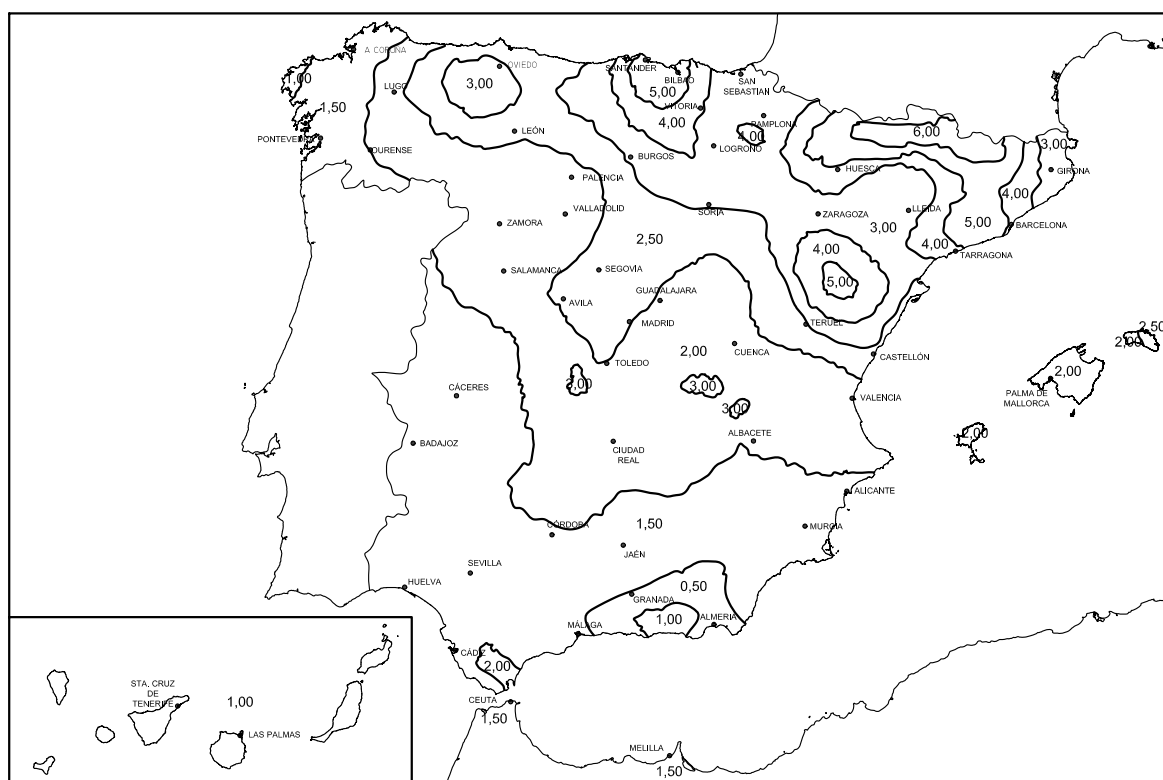 A CORUÑA
OVIEDO
SANTANDER
BILBAO
SAN
SEBASTIAN
1,00
LUGO
3,00
5,00
1,50
VITORIA
4,00
PAMPLONA
6,00
PONTEVEDRA
LEÓN
4,00
LOGROÑO
3,00
OURENSE
BURGOS
HUESCA
GIRONA
PALENCIA
4,00
ZAMORA
VALLADOLID
SORIA
ZARAGOZA
LLEIDA
5,00
BARCELONA
3,00
2,50
4,00
4,00
TARRAGONA
SALAMANCA
SEGOVIA
5,00
GUADALAJARA
AVILA
MADRID
TERUEL
2,50
2,00
2,00
CUENCA
CASTELLÓN
TOLEDO
2,00
3,00
3,00
CÁCERES
PALMA DE
MALLORCA
VALENCIA
3,00
2,00
ALBACETE
BADAJOZ
CIUDAD
REAL
ALICANTE
1,50
CÓRDOBA
MURCIA
JAÉN
SEVILLA
HUELVA
0,50
GRANADA
1,00
ALMERIA
MÁLAGA
CÁDIZ
2,00
CEUTA
1,50
MELILLA
1,50
STA. CRUZ
DE
TENERIFE
1,00
LAS PALMAS